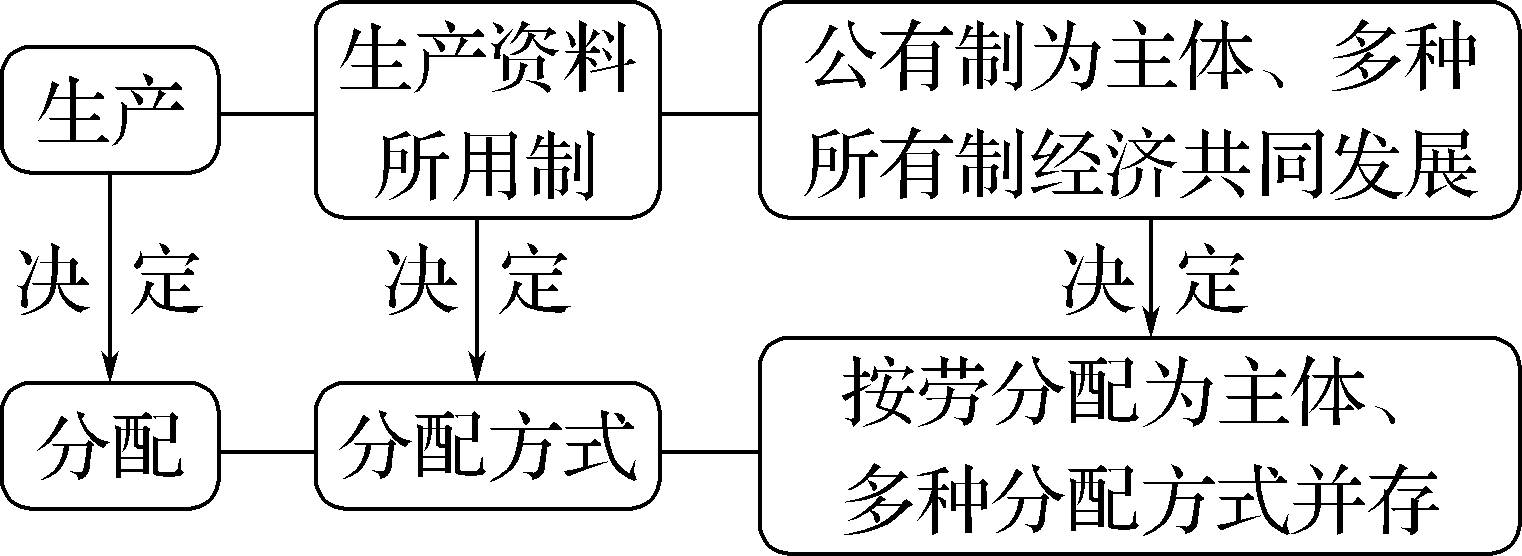 生产
生产资料
所用制
公有制为主体、多种
所有制经济共同发展
决 定
决 定
决 定
分配
分配方式
按劳分配为主体、
多种分配方式并存